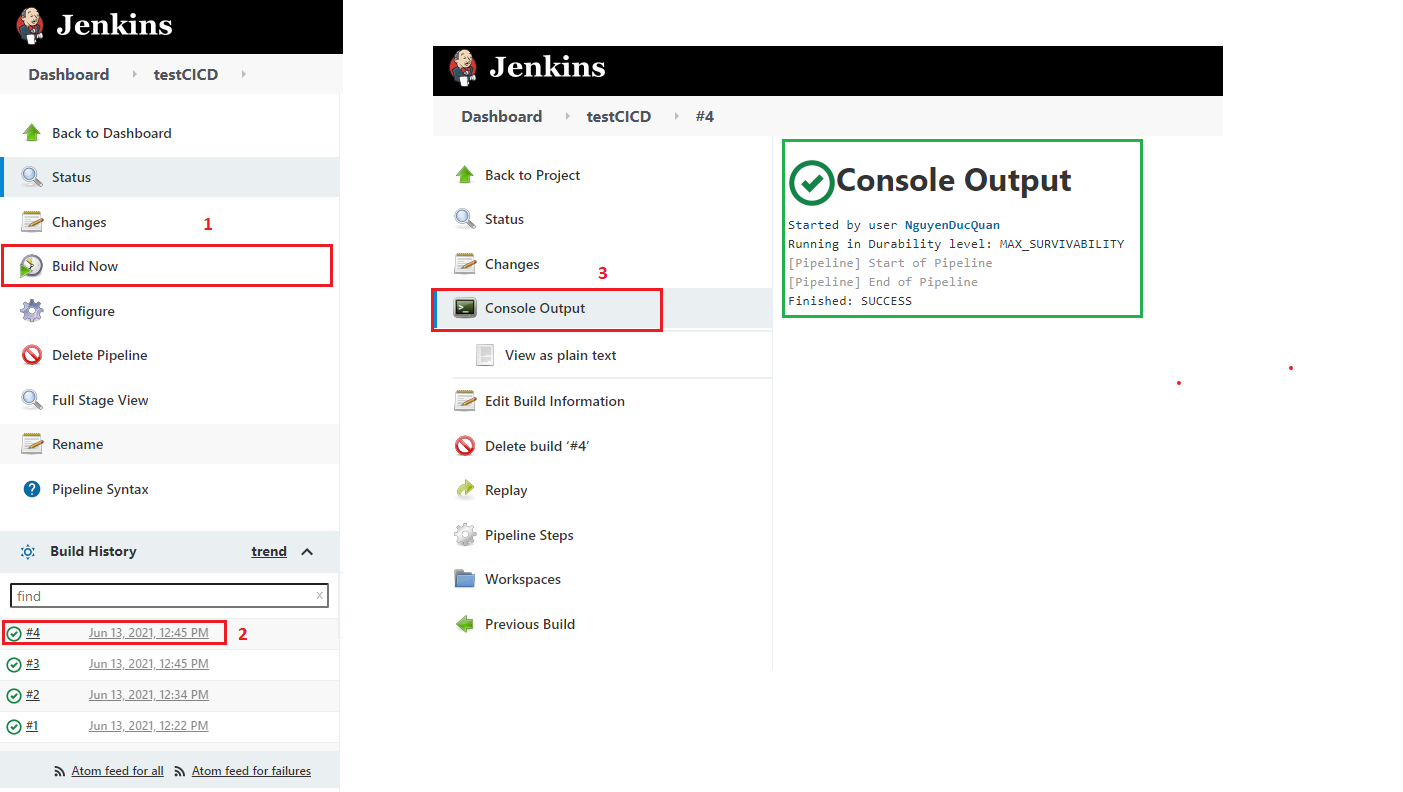 Jenkins
Dashboard testCICD
Back to Dashboard
Status
Changes
1
Build Now
Configure
Delete Pipeline
Full Stage View
Rename
Pipeline Syntax
Build History trend
find x
#4 Jun 13, 2021, 12:45 PM 2
#3 Jun 13, 2021, 12:45 PM
#2 Jun 13, 2021, 12:34 PM
#1 Jun 13, 2021, 12:22 PM
Atom feed for all Atom feed for failures
Jenkins
Dashboard testCICD #4
Back to Project
Status
Changes
3
Console Output
View as plain text
Edit Build Information
Delete build ‘#4’
Replay
Pipeline Steps
Workspaces
Previous Build
Console Output
Started by user NguyenDucQuan
Running in Durability level: MAX_SURVIVABILITY
[Pipeline] Start of Pipeline
[Pipeline] End of Pipeline
Finished: SUCCESS